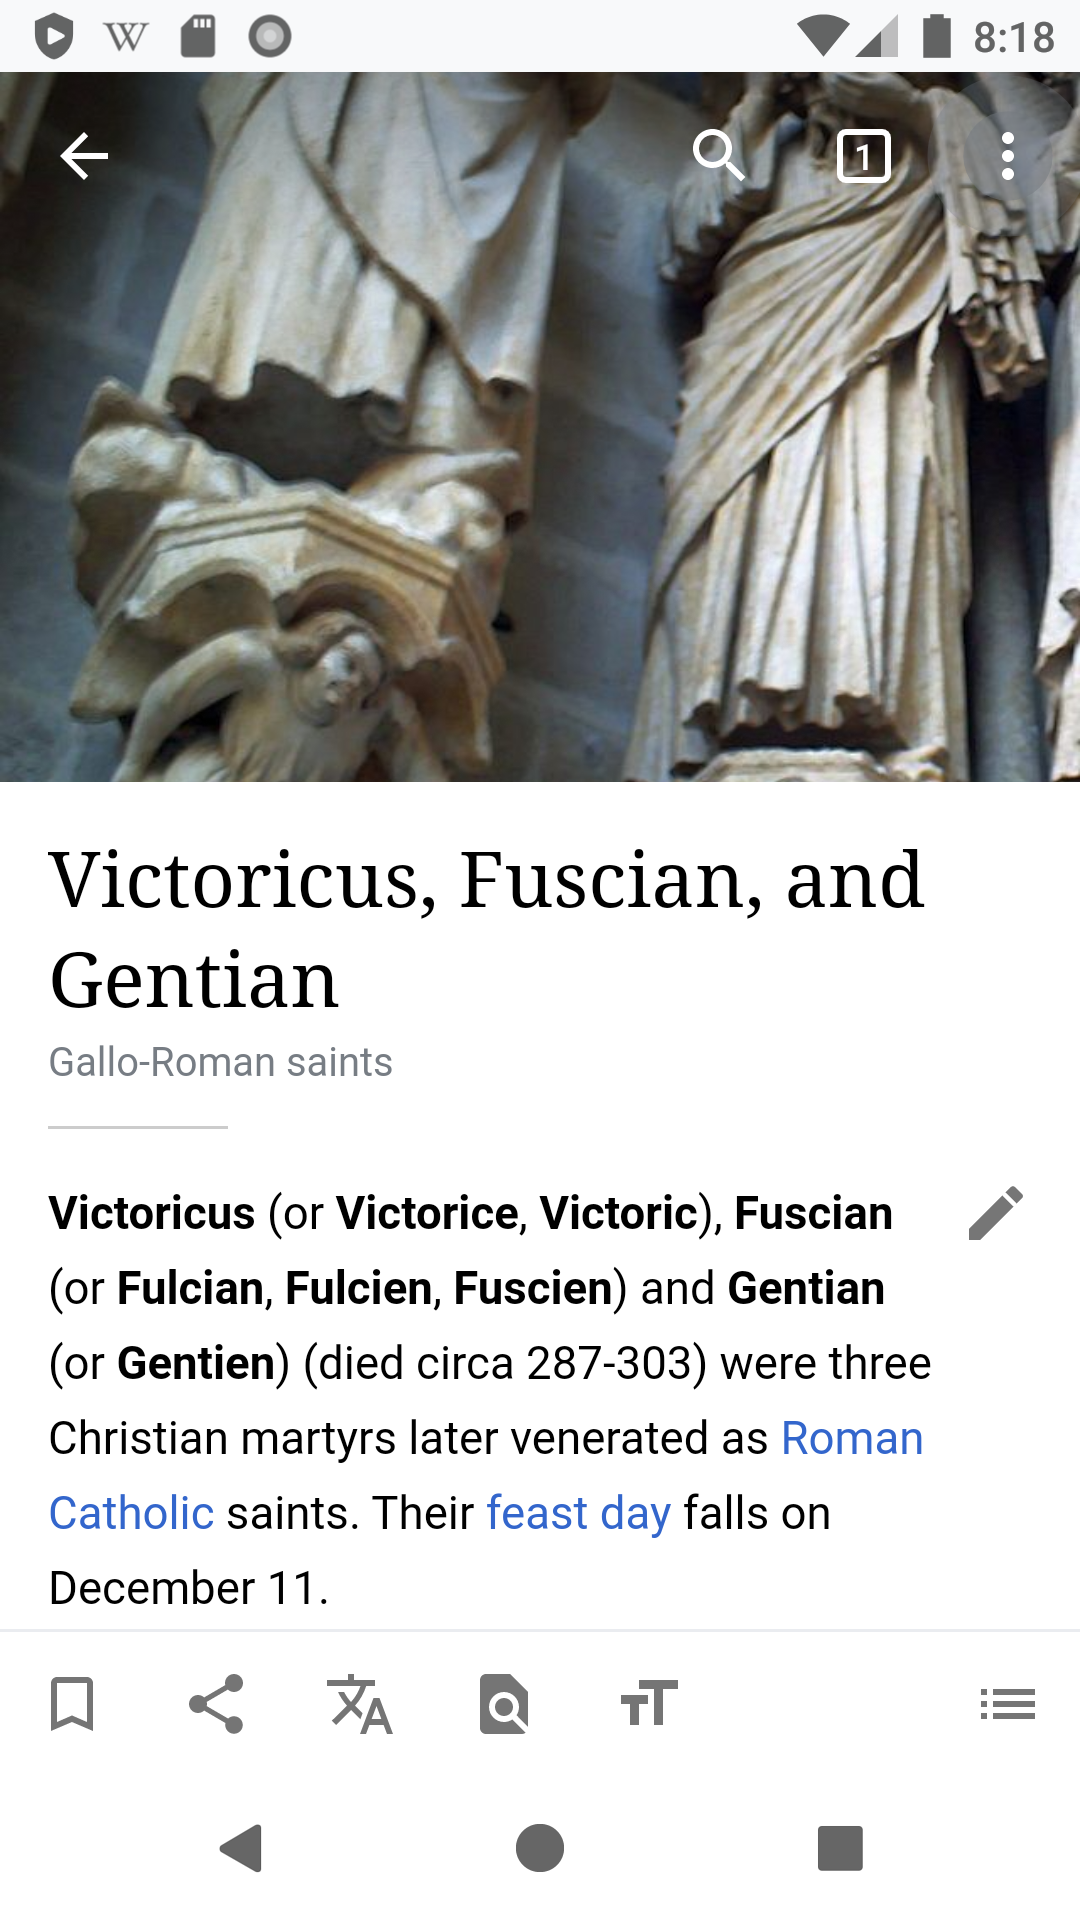 W
8:18
1
Victoricus, Fuscian, and
Gentian
Gallo-Roman saints
Victoricus (or Victorice, Victoric), Fuscian
(or Fulcian, Fulcien, Fuscien) and Gentian
(or Gentien) (died circa 287-303) were three
Christian martyrs later venerated as Roman
Catholic saints. Their feast day falls on
December 11.